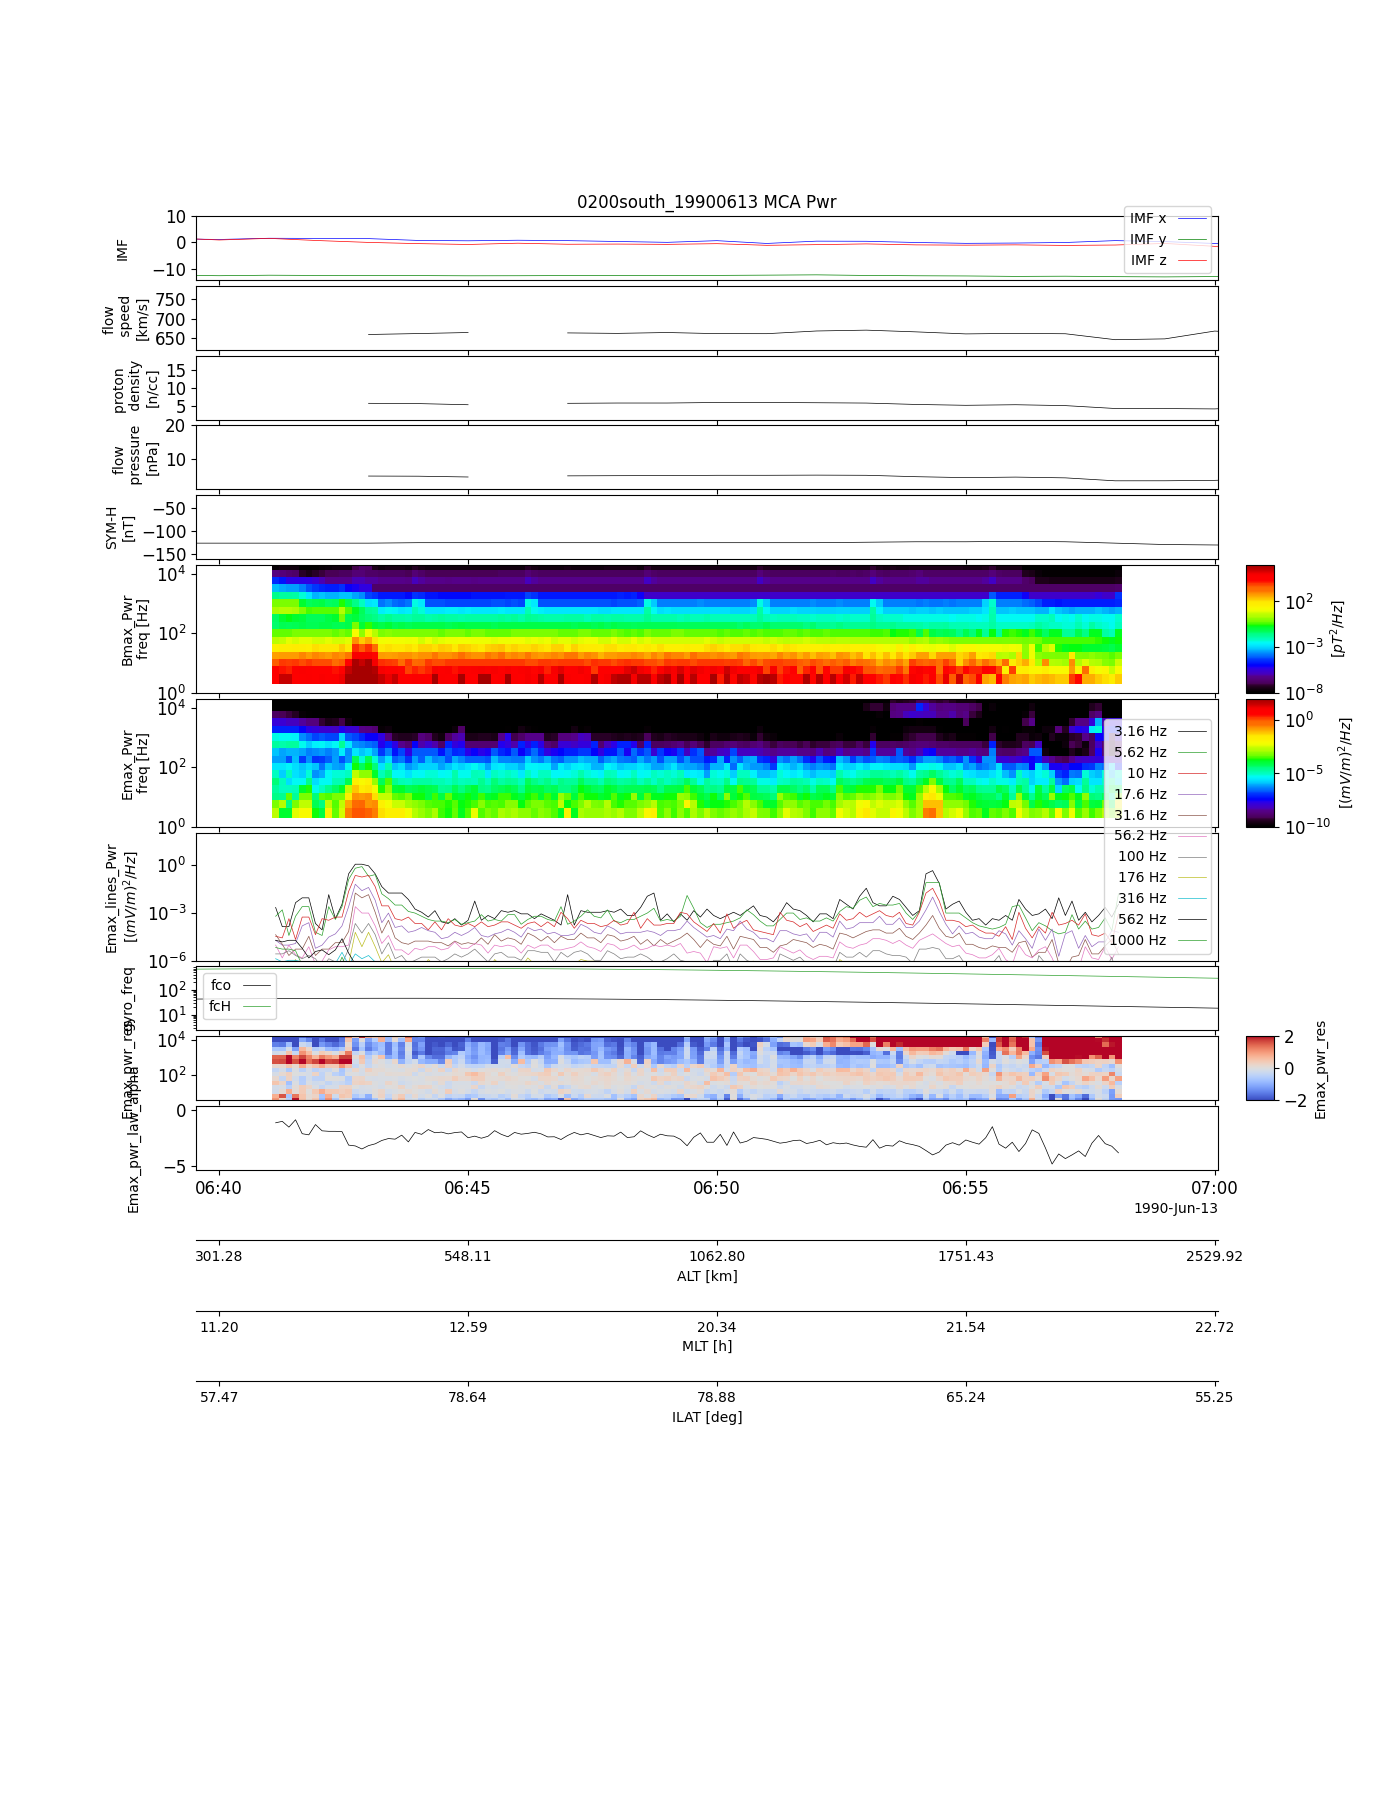 0200south_19900613 MCA Pwr
10
0
−10
IMF
IMF x
IMF y
IMF z
750
700
650
flow
speed
[km/s]
15
10
5
proton
density
[n/cc]
20
10
flow
pressure
[nPa]
−50
−100
−150
SYM-H
[nT]
10^4
10^2
10^0
Bmax_Pwr
freq [Hz]
10^2
10^−3
10^−8
[pT^2/Hz]
10^4
10^2
10^0
Emax_Pwr
freq [Hz]
10^0
10^−5
10^−10
[(mV/m)^2/Hz]
3.16 Hz
5.62 Hz
10 Hz
17.6 Hz
31.6 Hz
56.2 Hz
100 Hz
176 Hz
316 Hz
562 Hz
1000 Hz
10^0
10^−3
10^−6
Emax_lines_Pwr
[(mV/m)^2/Hz]
10^2
10^1
gyro_freq
fco
fcH
10^4
10^2
Emax_pwr_res
2
0
−2
Emax_pwr_res
0
−5
Emax_pwr_law_alpha
06:40 06:45 06:50 06:55 07:00
1990-Jun-13
301.28 548.11 1062.80 1751.43 2529.92
ALT [km]
11.20 12.59 20.34 21.54 22.72
MLT [h]
57.47 78.64 78.88 65.24 55.25
ILAT [deg]